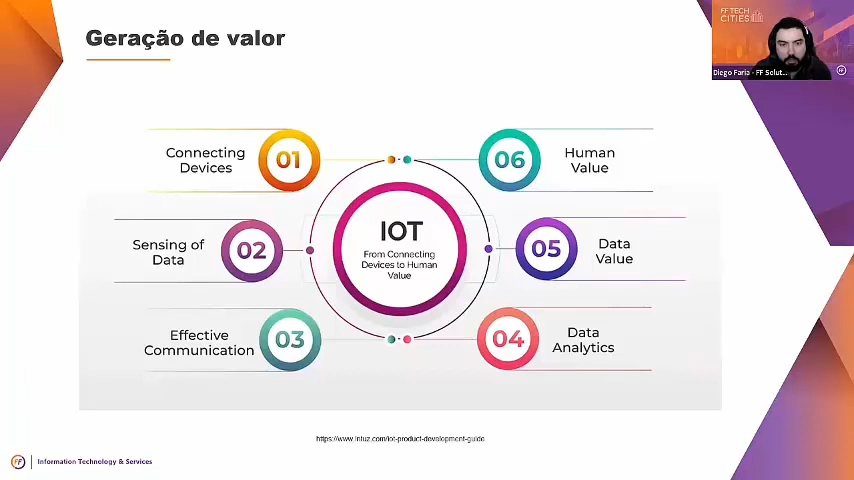 Geração de valor
FF TECH
CITIES
Diego Faria - FF Solut...
Connecting
Devices
01
06
Human
Value
Sensing of
Data
02
IOT
From Connecting
Devices to Human
Value
05
Data
Value
Effective
Communication
03
04
Data
Analytics
https://www.intuz.com/iot-product-development-guide
FF
Information Technology & Services